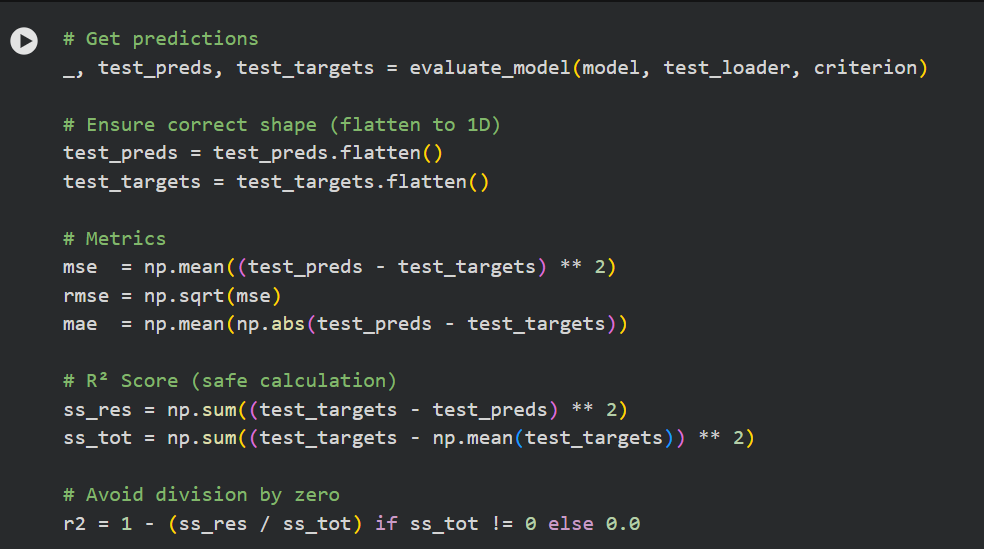 # Get predictions
_, test_preds, test_targets = evaluate_model(model, test_loader, criterion)
# Ensure correct shape (flatten to 1D)
test_preds = test_preds.flatten()
test_targets = test_targets.flatten()
# Metrics
mse  = np.mean((test_preds - test_targets) ** 2)
rmse = np.sqrt(mse)
mae  = np.mean(np.abs(test_preds - test_targets))
# R² Score (safe calculation)
ss_res = np.sum((test_targets - test_preds) ** 2)
ss_tot = np.sum((test_targets - np.mean(test_targets)) ** 2)
# Avoid division by zero
r2 = 1 - (ss_res / ss_tot) if ss_tot != 0 else 0.0